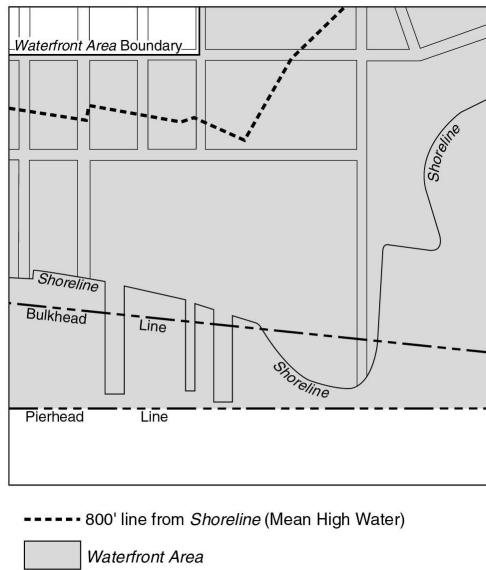 Waterfront Area Boundary
Shoreline
Shoreline
Bulkhead Line
Shoreline
Pierhead Line
800' line from Shoreline (Mean High Water)
Waterfront Area